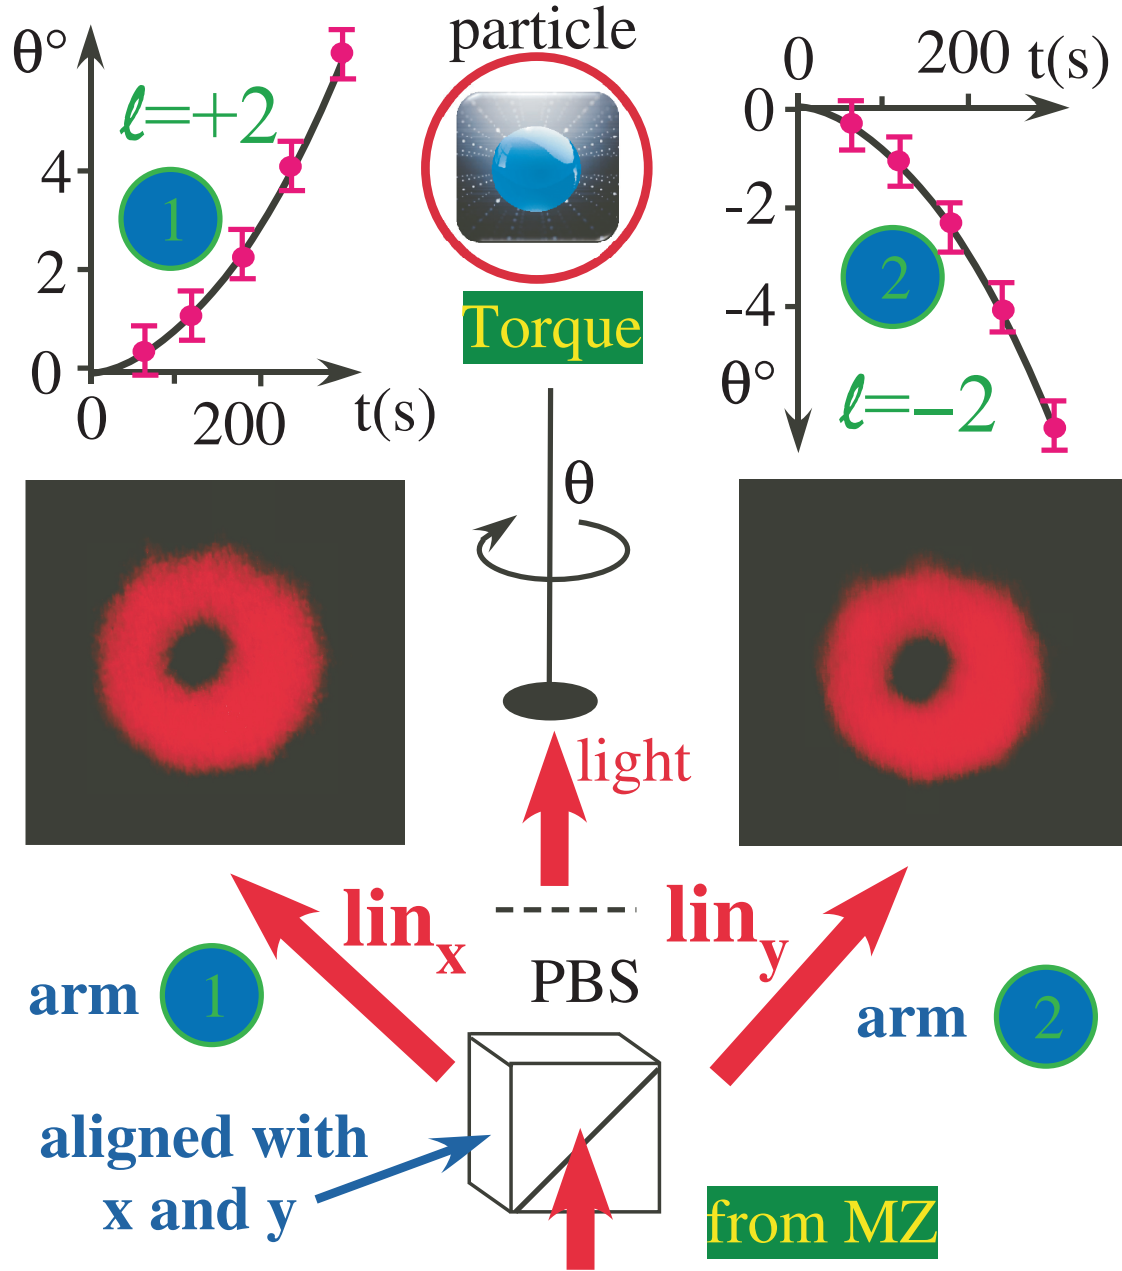 particle
θ°
ℓ=+2
1
4
2
0
0
200
t(s)
Torque
0
200
t(s)
0
-2
-4
θ°
2
ℓ=−2
θ
light
lin_x
lin_y
PBS
arm 1
arm 2
aligned with
x and y
from MZ